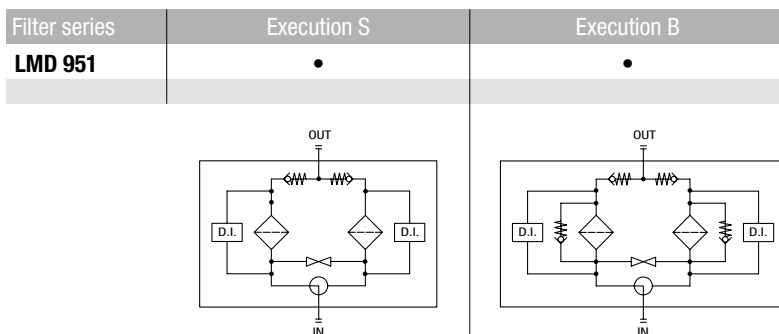 Filter series Execution S Execution B
LMD 951 • •
OUT OUT
D.I. D.I. D.I. D.I.
IN IN